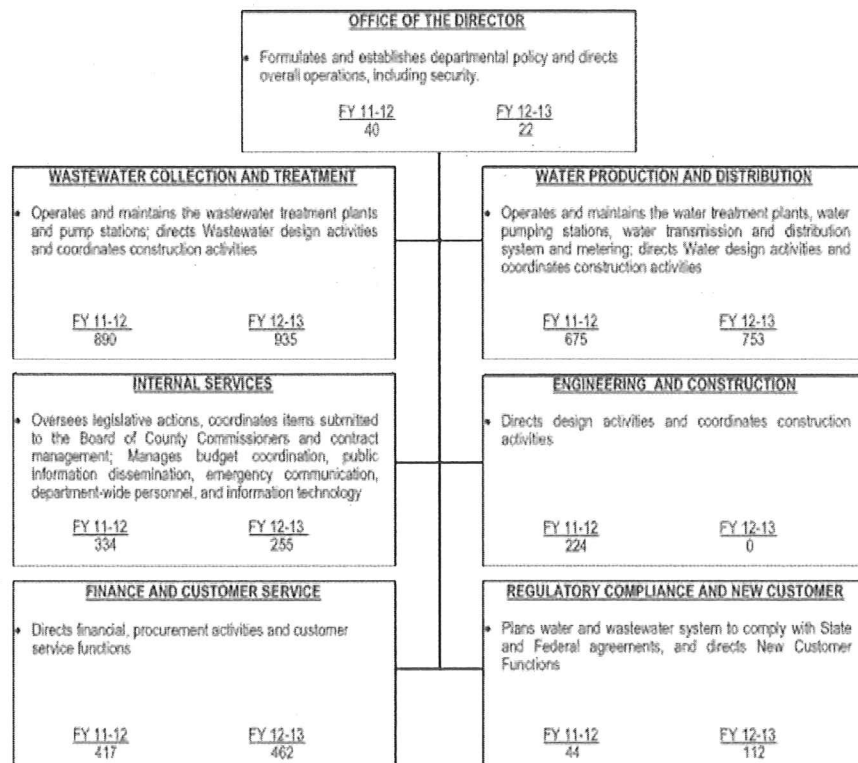 OFFICE OF THE DIRECTOR
• Formulates and establishes departmental policy and directs
overall operations, including security.
FY 11-12 FY 12-13
40 22
WASTEWATER COLLECTION AND TREATMENT
• Operates and maintains the wastewater treatment plants
and pump stations; directs Wastewater design activities
and coordinates construction activities
FY 11-12 FY 12-13
890 935
WATER PRODUCTION AND DISTRIBUTION
• Operates and maintains the water treatment plants, water
pumping stations, water transmission and distribution
system and metering; directs Water design activities and
coordinates construction activities
FY 11-12 FY 12-13
675 753
INTERNAL SERVICES
• Oversees legislative actions, coordinates items submitted
to the Board of County Commissioners and contract
management; Manages budget coordination, public
information dissemination, emergency communication,
department-wide personnel, and information technology
FY 11-12 FY 12-13
334 255
ENGINEERING AND CONSTRUCTION
• Directs design activities and coordinates construction
activities
FY 11-12 FY 12-13
224 0
FINANCE AND CUSTOMER SERVICE
• Directs financial, procurement activities and customer
service functions
FY 11-12 FY 12-13
417 462
REGULATORY COMPLIANCE AND NEW CUSTOMER
• Plans water and wastewater system to comply with State
and Federal agreements, and directs New Customer
Functions
FY 11-12 FY 12-13
44 112